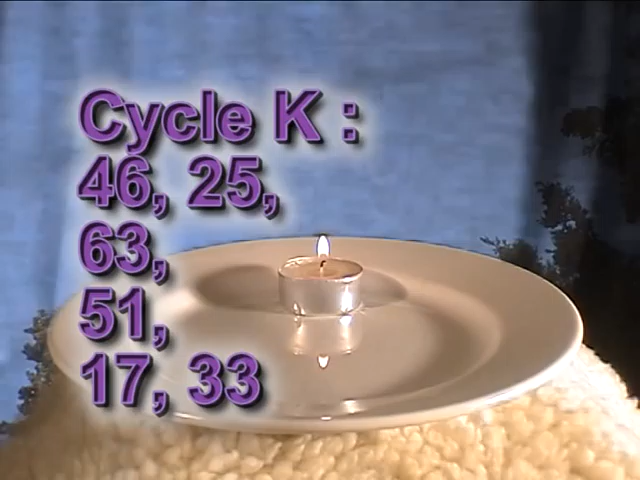 Cycle K :
46, 25,
63,
51,
17, 33